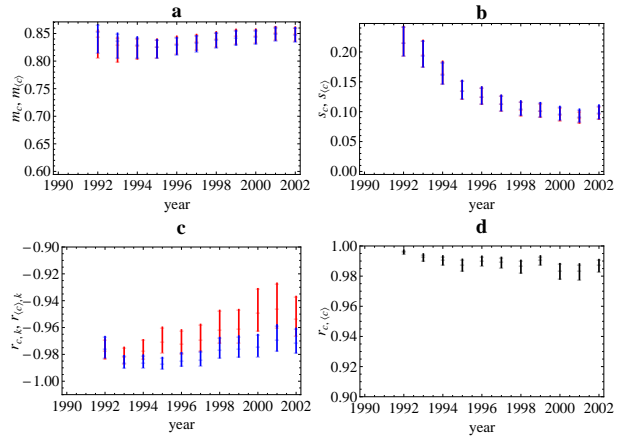 a
0.85
0.80
0.75
0.70
0.65
0.60
m_c, m_⟨c⟩
1990 1992 1994 1996 1998 2000 2002
year
b
0.20
0.15
0.10
0.05
0.00
s_c, s_⟨c⟩
1990 1992 1994 1996 1998 2000 2002
year
c
−0.90
−0.92
−0.94
−0.96
−0.98
−1.00
r_{c,k}, r_{⟨c⟩,k}
1990 1992 1994 1996 1998 2000 2002
year
d
1.00
0.98
0.96
0.94
0.92
0.90
r_{c,⟨c⟩}
1990 1992 1994 1996 1998 2000 2002
year